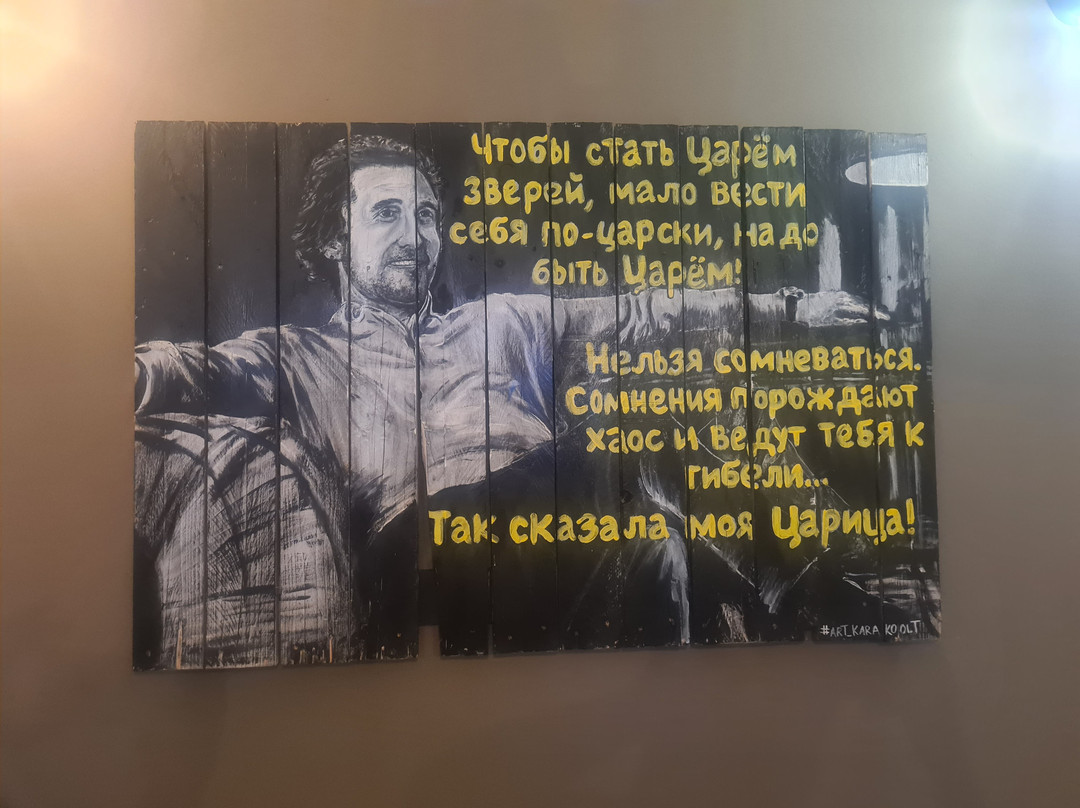 Чтобы стать Царём
Зверей, мало вести
себя по-царски, надо
быть Царём!
Нельзя сомневаться.
Сомнения порождают
хаос и ведут тебя к
гибели...
Так сказала моя Царица!
#ART_KARA_KOOLT